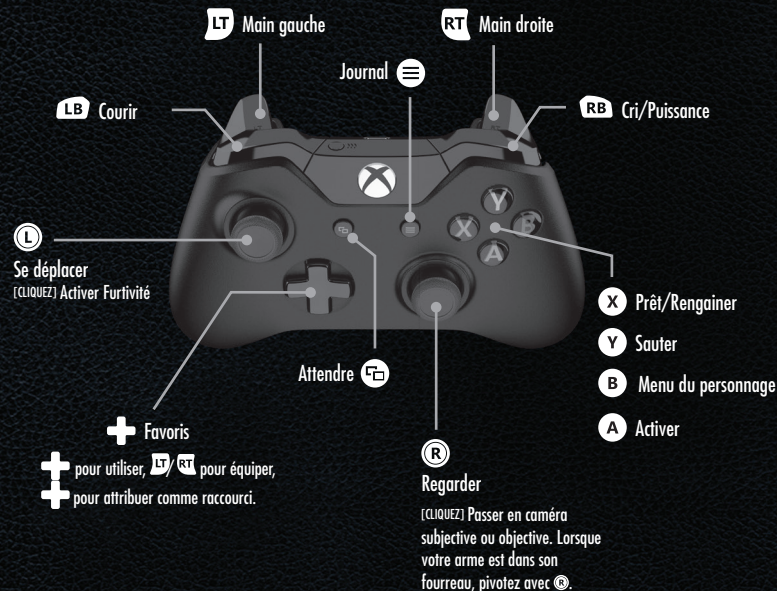 LT Main gauche
RT Main droite
Journal
LB Courir
RB Cri/Puissance
Y
X B
A
L
Se déplacer
[CLIQUEZ] Activer Furtivité
X Prêt/Rengainer
Y Sauter
B Menu du personnage
A Activer
Attendre
Favoris
pour utiliser, LT/ RT pour équiper,
pour attribuer comme raccourci.
R
Regarder
[CLIQUEZ] Passer en caméra
subjective ou objective. Lorsque
votre arme est dans son
fourreau, pivotez avec R.